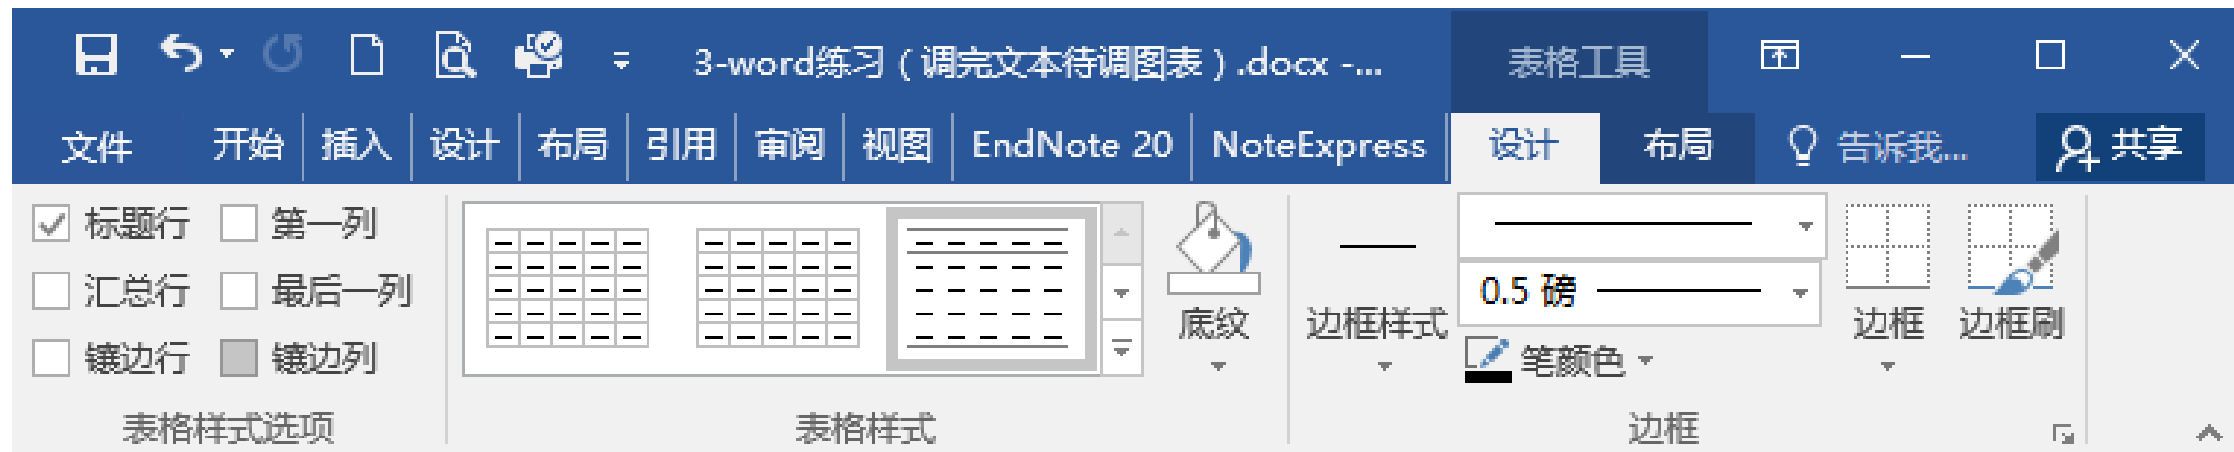 3-word练习（调完文本待调图表）.docx -...
表格工具
文件 开始 插入 设计 布局 引用 审阅 视图 EndNote 20 NoteExpress 设计 布局 告诉我... 共享
标题行 第一列
汇总行 最后一列
镶边行 镶边列
表格样式选项
表格样式
底纹
边框样式
0.5 磅
笔颜色
边框
边框刷
边框